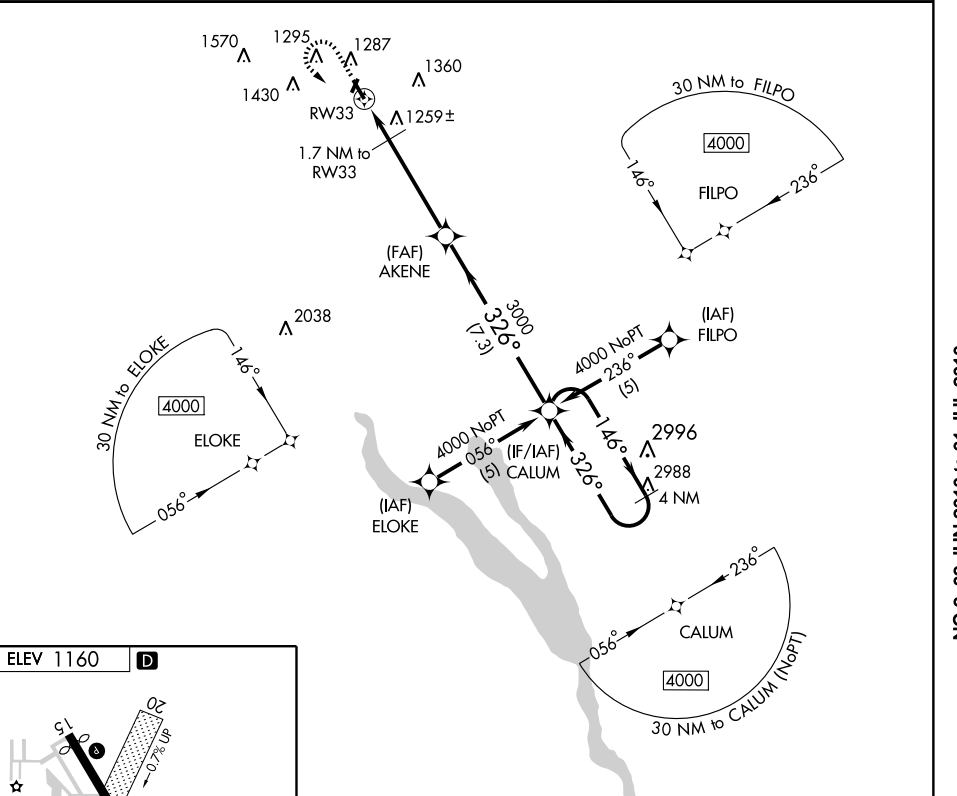 1570
1295
1287
1430
1360
RW33
1259±
1.7 NM to
RW33
30 NM to FILPO
4000
FILPO
146°
236°
(FAF)
AKENE
3000
326°
(7.3)
2038
30 NM to ELOKE
146°
4000
ELOKE
056°
(IAF)
FILPO
4000 NoPT
236°
(5)
4000 NoPT
056°
(5)
(IF/IAF)
CALUM
146°
326°
2996
2988
4 NM
(IAF)
ELOKE
236°
056°
CALUM
4000
30 NM to CALUM (NoPT)
ELEV 1160
D
15
20
P
0.7% UP